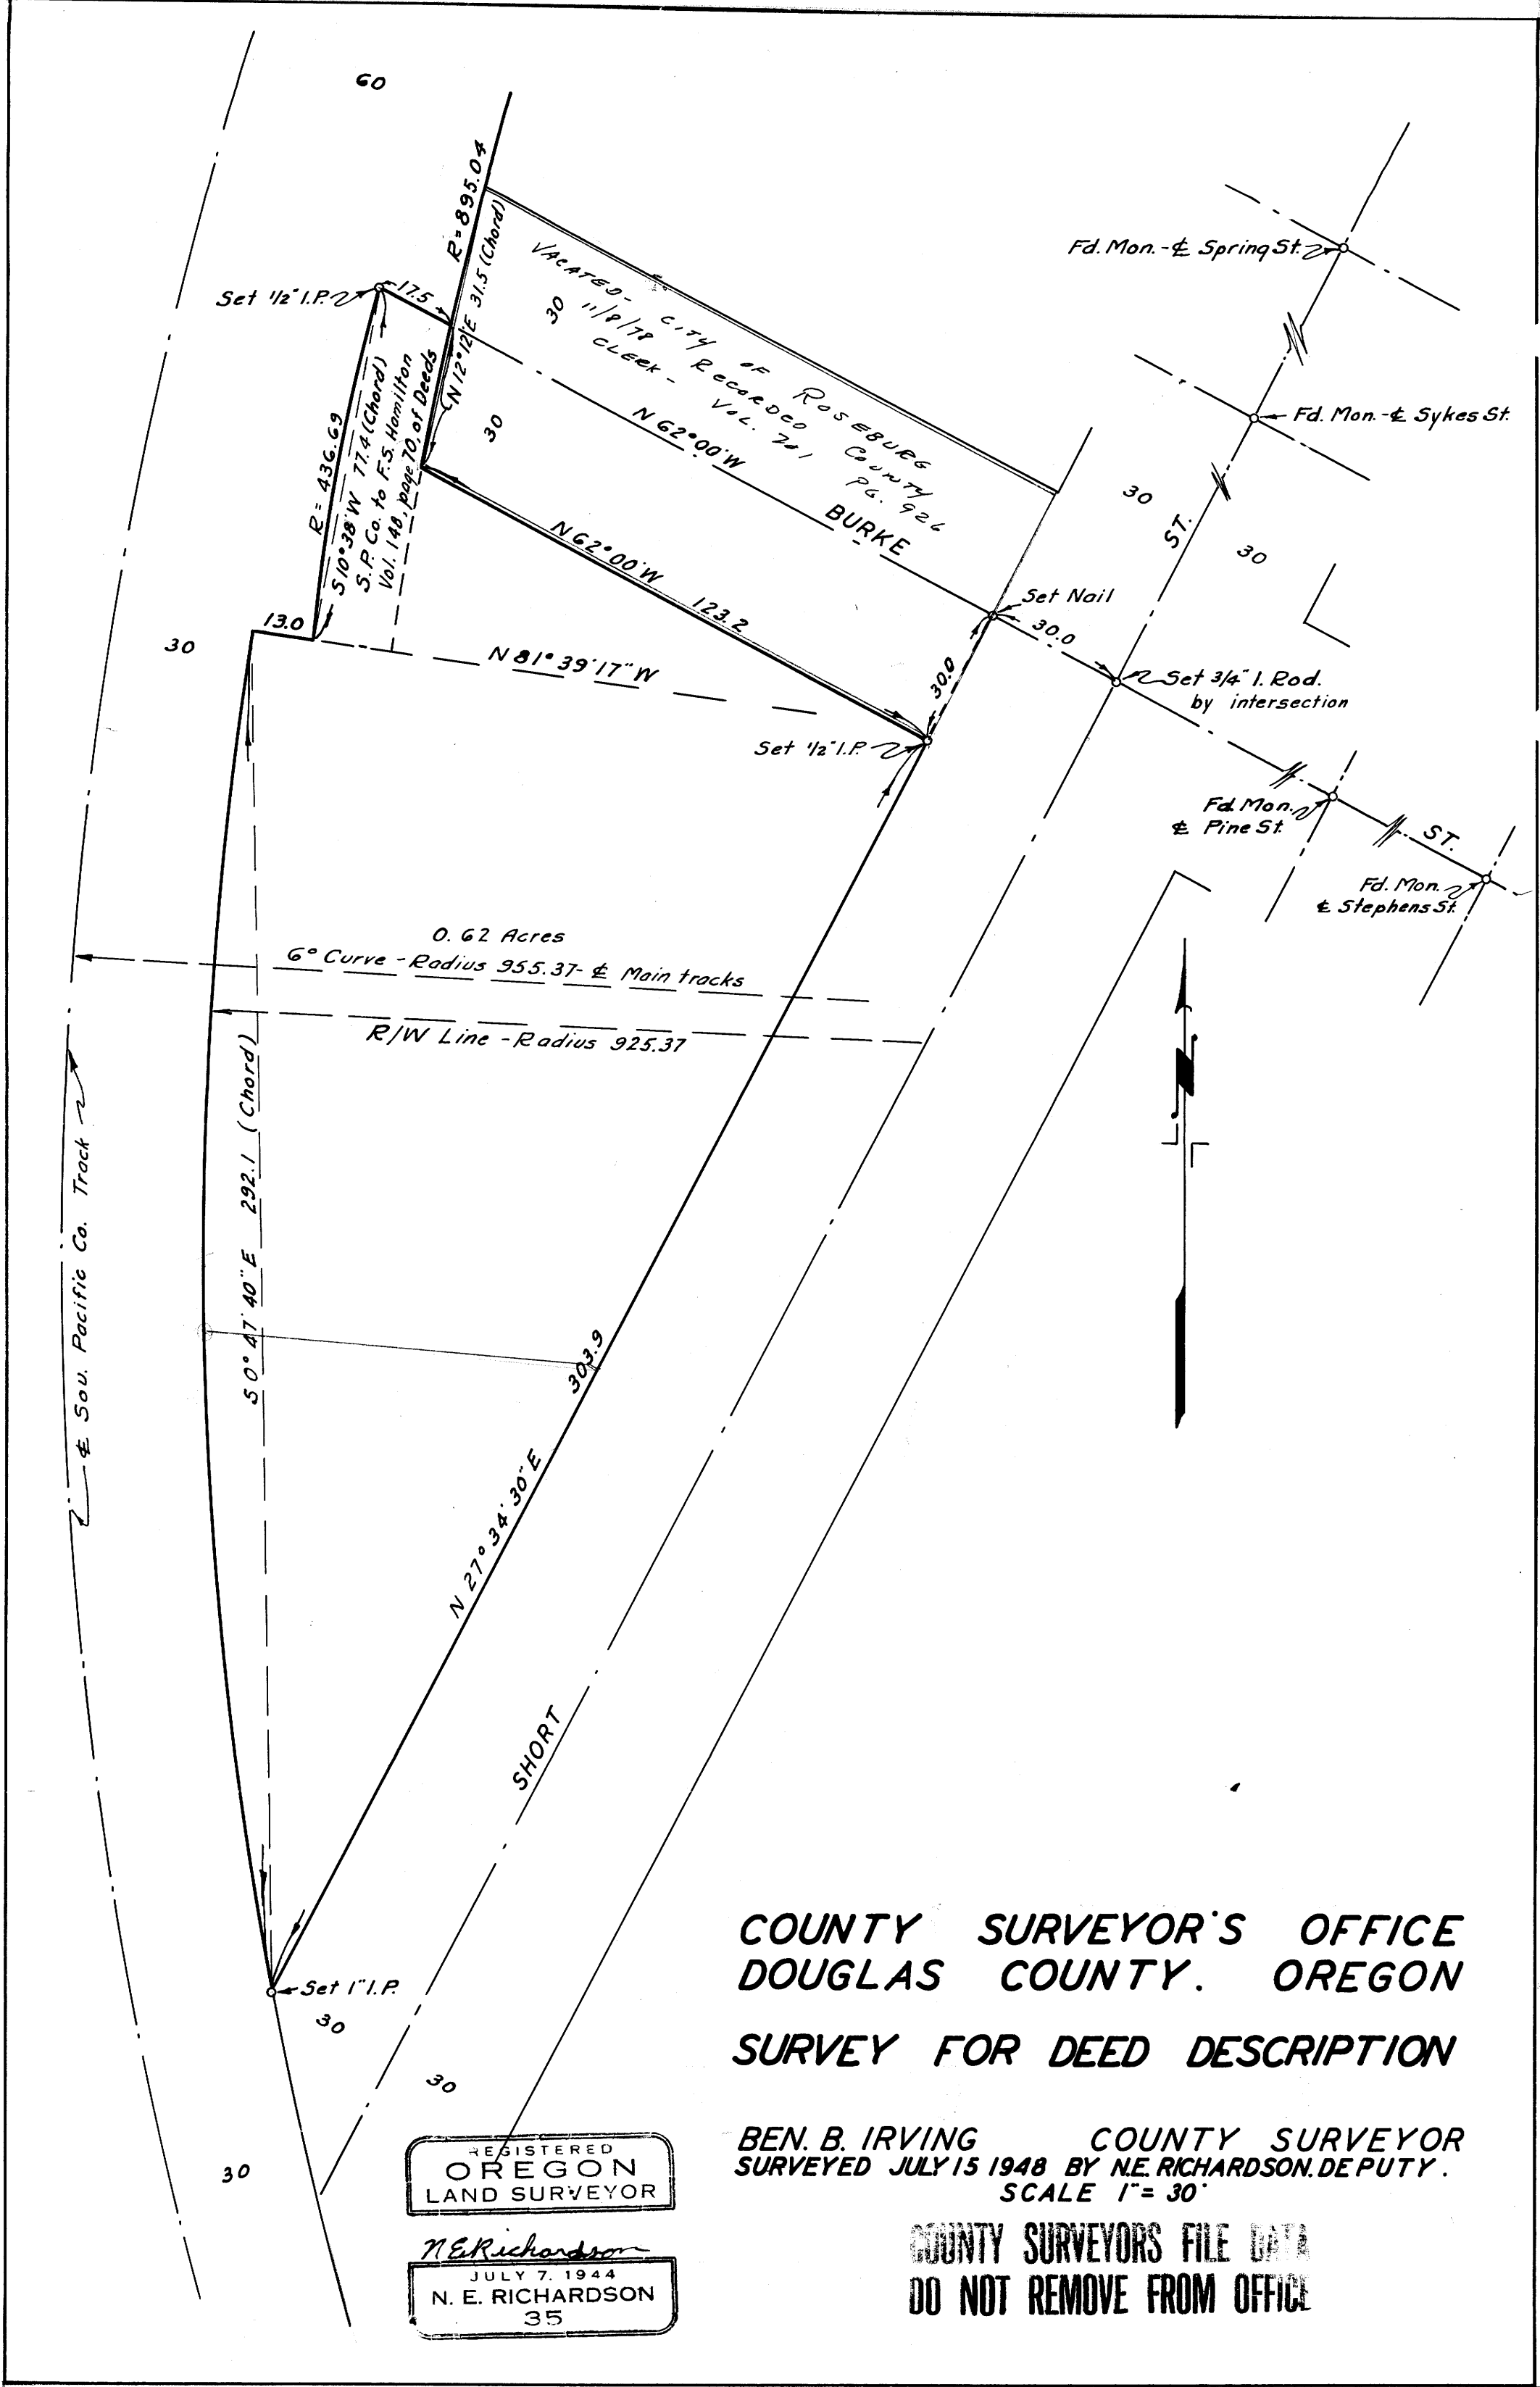 60
R = 895.04
N 12° 12' E 31.5 (Chord)
Set 1/2" I.P.
17.5
R = 436.69
S 10° 38' W 77.4 (Chord)
S.P. Co. to F.S. Hamilton
Vol. 148, page 70, of Deeds
VACATED - CITY OF ROSEBURG
30 11/8/78 RECORDED COUNTY
CLERK - VOL. 701 PG. 926
30
N 62° 00' W
BURKE
N 62° 00' W 123.2
Fd. Mon. - ℄ Spring St.
Fd. Mon. - ℄ Sykes St.
30
ST.
30
Set Nail
30.0
30.0
Set 3/4" I. Rod.
by intersection
Set 1/2" I.P.
13.0
30
N 81° 39' 17" W
Fd. Mon.
℄ Pine St.
ST.
Fd. Mon.
℄ Stephens St.
0.62 Acres
6° Curve - Radius 955.37 - ℄ Main tracks
R/W Line - Radius 925.37
℄ Sou. Pacific Co. Track
S 0° 47' 40" E 292.1 (Chord)
N 27° 34' 30" E 303.9
N
SHORT
Set 1" I.P.
30
30
30
COUNTY SURVEYOR'S OFFICE
DOUGLAS COUNTY. OREGON
SURVEY FOR DEED DESCRIPTION
BEN. B. IRVING COUNTY SURVEYOR
SURVEYED JULY 15 1948 BY N.E. RICHARDSON. DEPUTY.
SCALE 1" = 30'
REGISTERED
OREGON
LAND SURVEYOR
N E Richardson
JULY 7. 1944
N. E. RICHARDSON
35
COUNTY SURVEYORS FILE DATA
DO NOT REMOVE FROM OFFICE